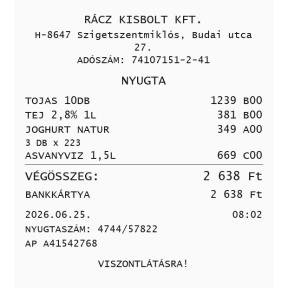 RÁCZ KISBOLT KFT.
H-8647 Szigetszentmiklós, Budai utca
27.
ADÓSZÁM: 74107151-2-41
NYUGTA
TOJAS 10DB 1239 B00
TEJ 2,8% 1L 381 B00
JOGHURT NATUR 349 A00
3 DB x 223
ASVANYVIZ 1,5L 669 C00
VÉGÖSSZEG: 2 638 Ft
BANKKÁRTYA 2 638 Ft
2026.06.25. 08:02
NYUGTASZÁM: 4744/57822
AP A41542768
VISZONTLÁTÁSRA!